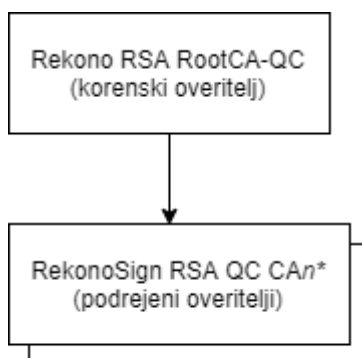 Rekono RSA RootCA-QC
(korenski overitelj)
RekonoSign RSA QC CAn*
(podrejeni overitelji)